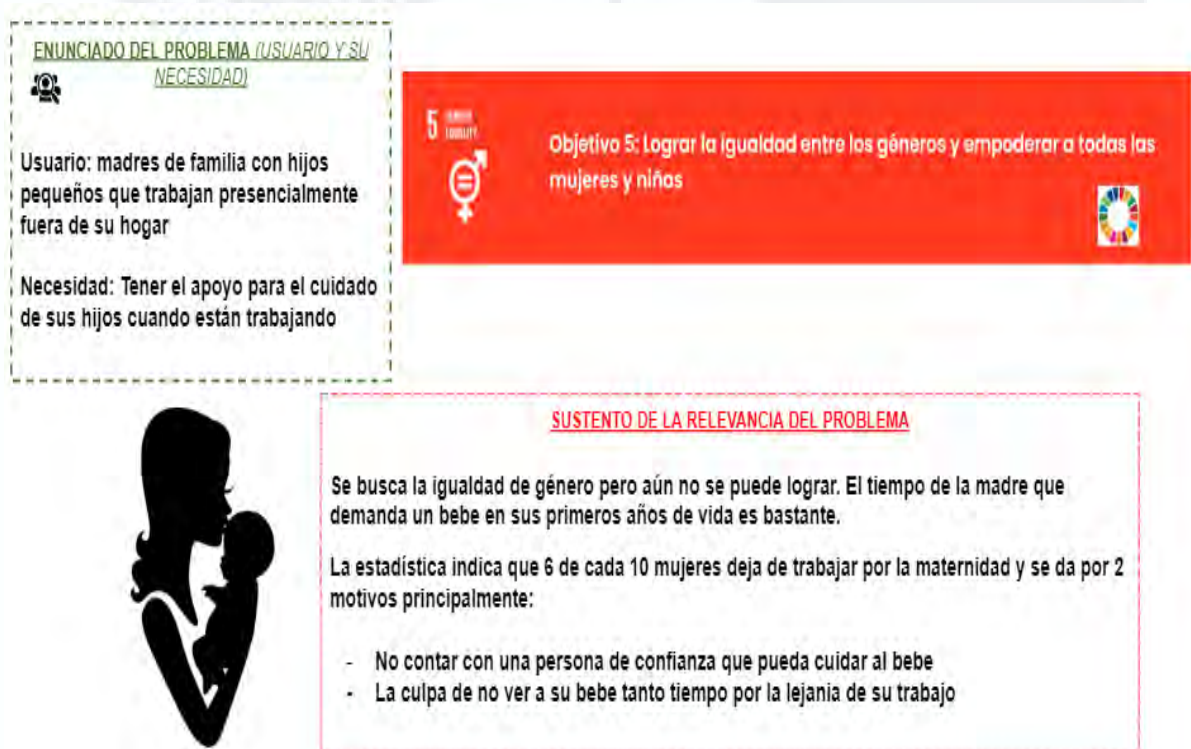 ENUNCIADO DEL PROBLEMA (USUARIO Y SU
NECESIDAD)
Usuario: madres de familia con hijos
pequeños que trabajan presencialmente
fuera de su hogar
Necesidad: Tener el apoyo para el cuidado
de sus hijos cuando están trabajando
5 GENDER
EQUALITY
Objetivo 5: Lograr la igualdad entre los géneros y empoderar a todas las
mujeres y niñas
SUSTENTO DE LA RELEVANCIA DEL PROBLEMA
Se busca la igualdad de género pero aún no se puede lograr. El tiempo de la madre que
demanda un bebe en sus primeros años de vida es bastante.
La estadística indica que 6 de cada 10 mujeres deja de trabajar por la maternidad y se da por 2
motivos principalmente:
- No contar con una persona de confianza que pueda cuidar al bebe
- La culpa de no ver a su bebe tanto tiempo por la lejania de su trabajo